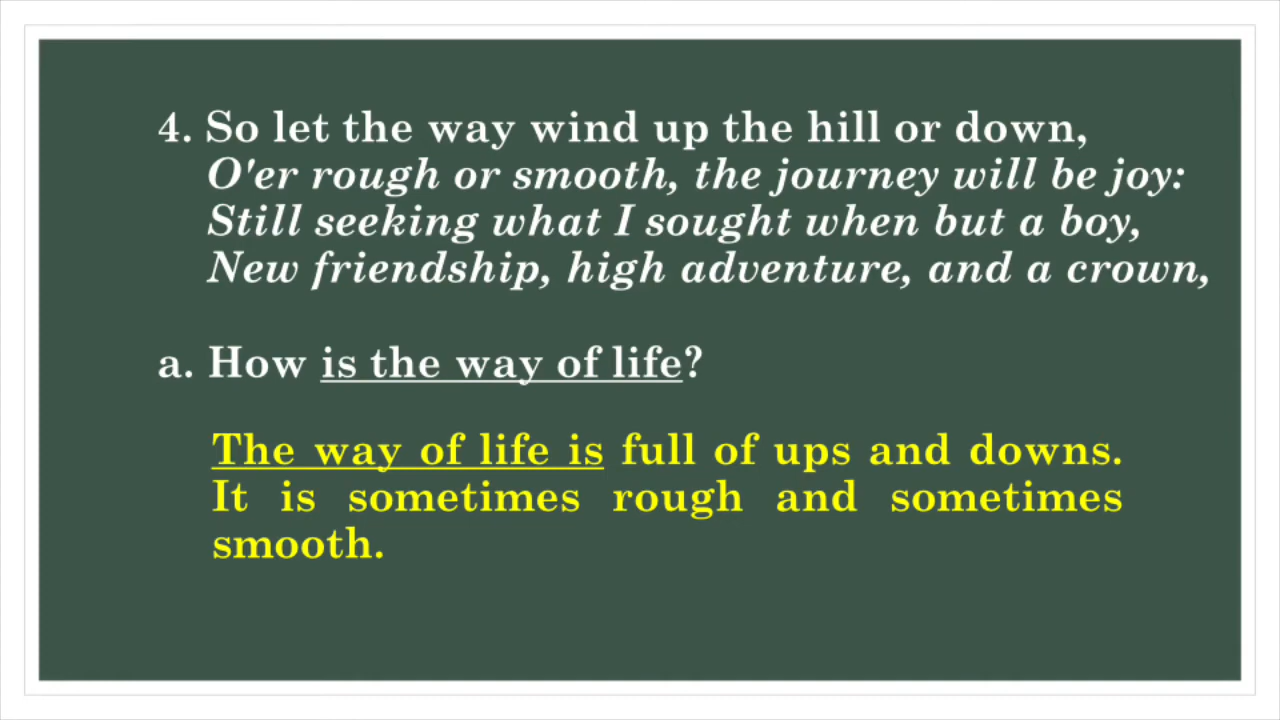 4. So let the way wind up the hill or down,
O'er rough or smooth, the journey will be joy:
Still seeking what I sought when but a boy,
New friendship, high adventure, and a crown,
a. How is the way of life?
The way of life is full of ups and downs.
It is sometimes rough and sometimes
smooth.